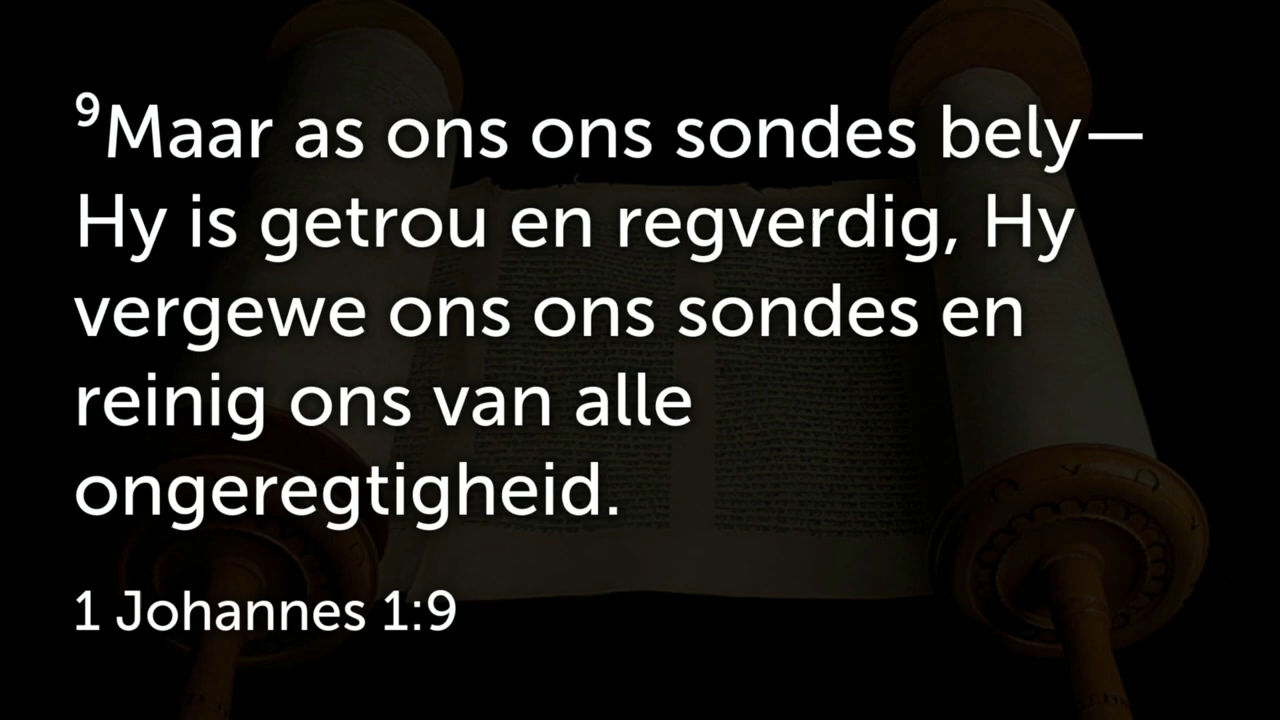 ⁹Maar as ons ons sondes bely—
Hy is getrou en regverdig, Hy
vergewe ons ons sondes en
reinig ons van alle
ongeregtigheid.
1 Johannes 1:9